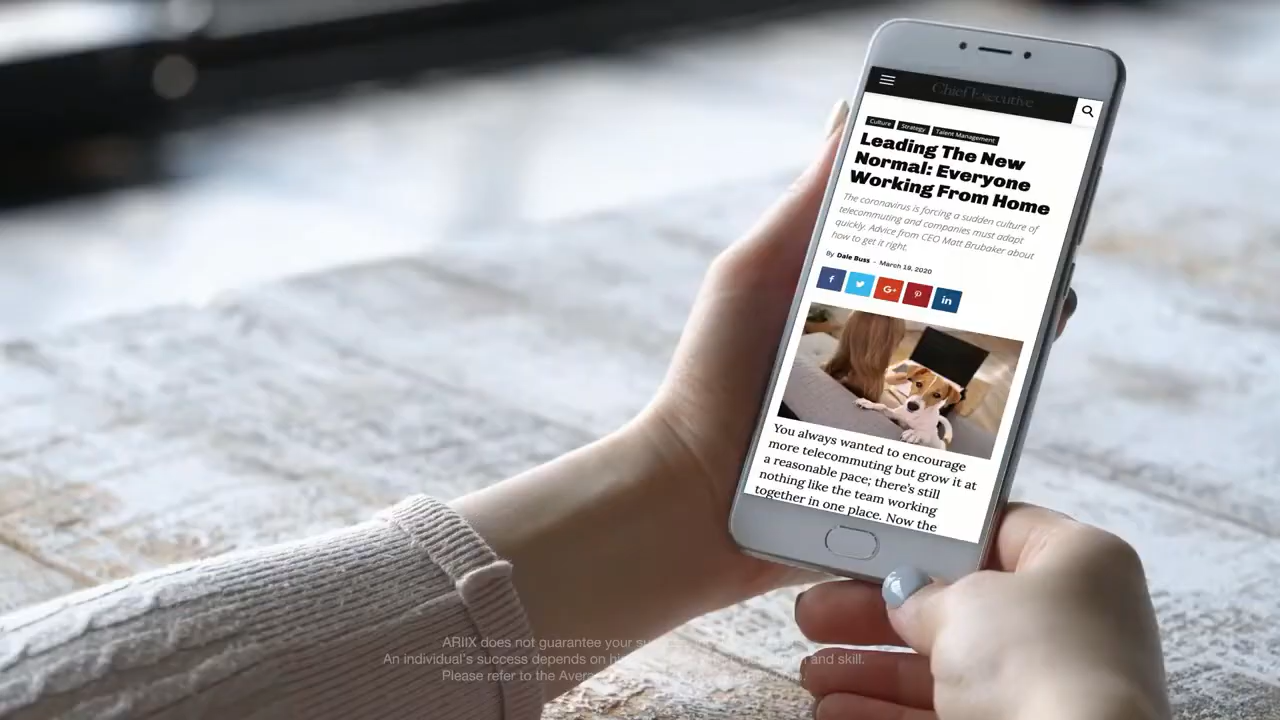 Chief Executive
Culture Strategy Talent Management
Leading The New
Normal: Everyone
Working From Home
The coronavirus is forcing a sudden culture of
telecommuting and companies must adapt
quickly. Advice from CEO Matt Brubaker about
how to get it right.
By Dale Buss - March 19, 2020
f G+ in
You always wanted to encourage
more telecommuting but grow it at
a reasonable pace; there's still
nothing like the team working
together in one place. Now the
ARIIX does not guarantee your
An individual's success depends on and skill.
Please refer to the